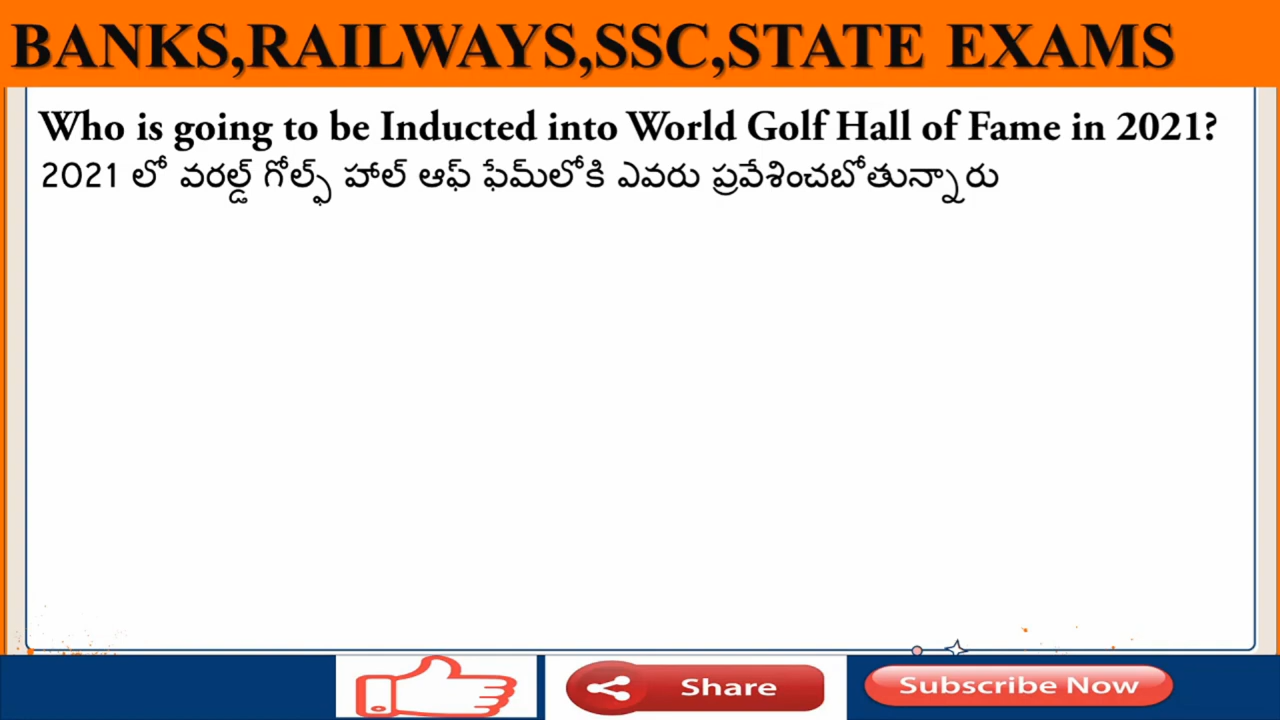 BANKS,RAILWAYS,SSC,STATE EXAMS
Who is going to be Inducted into World Golf Hall of Fame in 2021?
2021 లో వరల్డ్ గోల్ఫ్ హాల్ ఆఫ్ ఫేమ్‌లోకి ఎవరు ప్రవేశించబోతున్నారు
Share
Subscribe Now